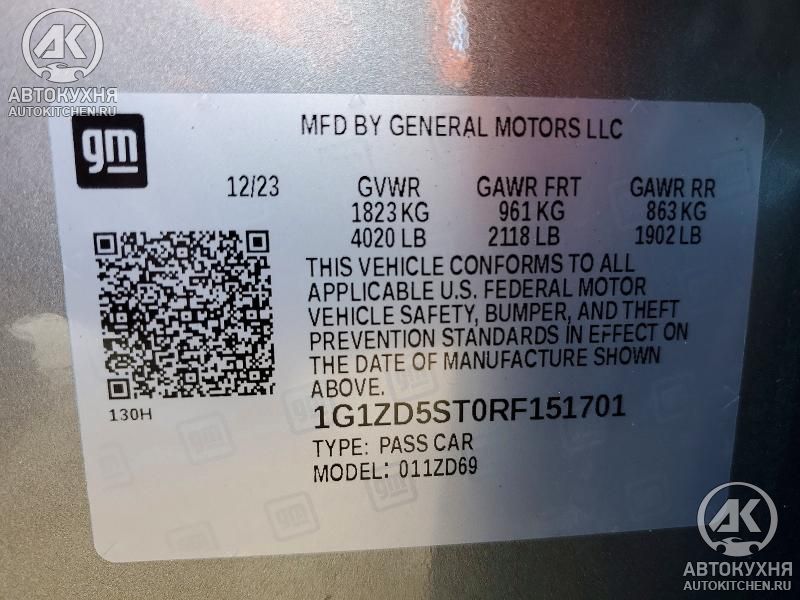 АК
АВТОКУХНЯ
AUTOKITCHEN.RU
gm
MFD BY GENERAL MOTORS LLC
12/23 GVWR GAWR FRT GAWR RR
1823 KG 961 KG 863 KG
4020 LB 2118 LB 1902 LB
THIS VEHICLE CONFORMS TO ALL
APPLICABLE U.S. FEDERAL MOTOR
VEHICLE SAFETY, BUMPER, AND THEFT
PREVENTION STANDARDS IN EFFECT ON
THE DATE OF MANUFACTURE SHOWN
ABOVE.
130H
1G1ZD5ST0RF151701
TYPE: PASS CAR
MODEL: 011ZD69
gm
АК
АВТОКУХНЯ
AUTOKITCHEN.RU